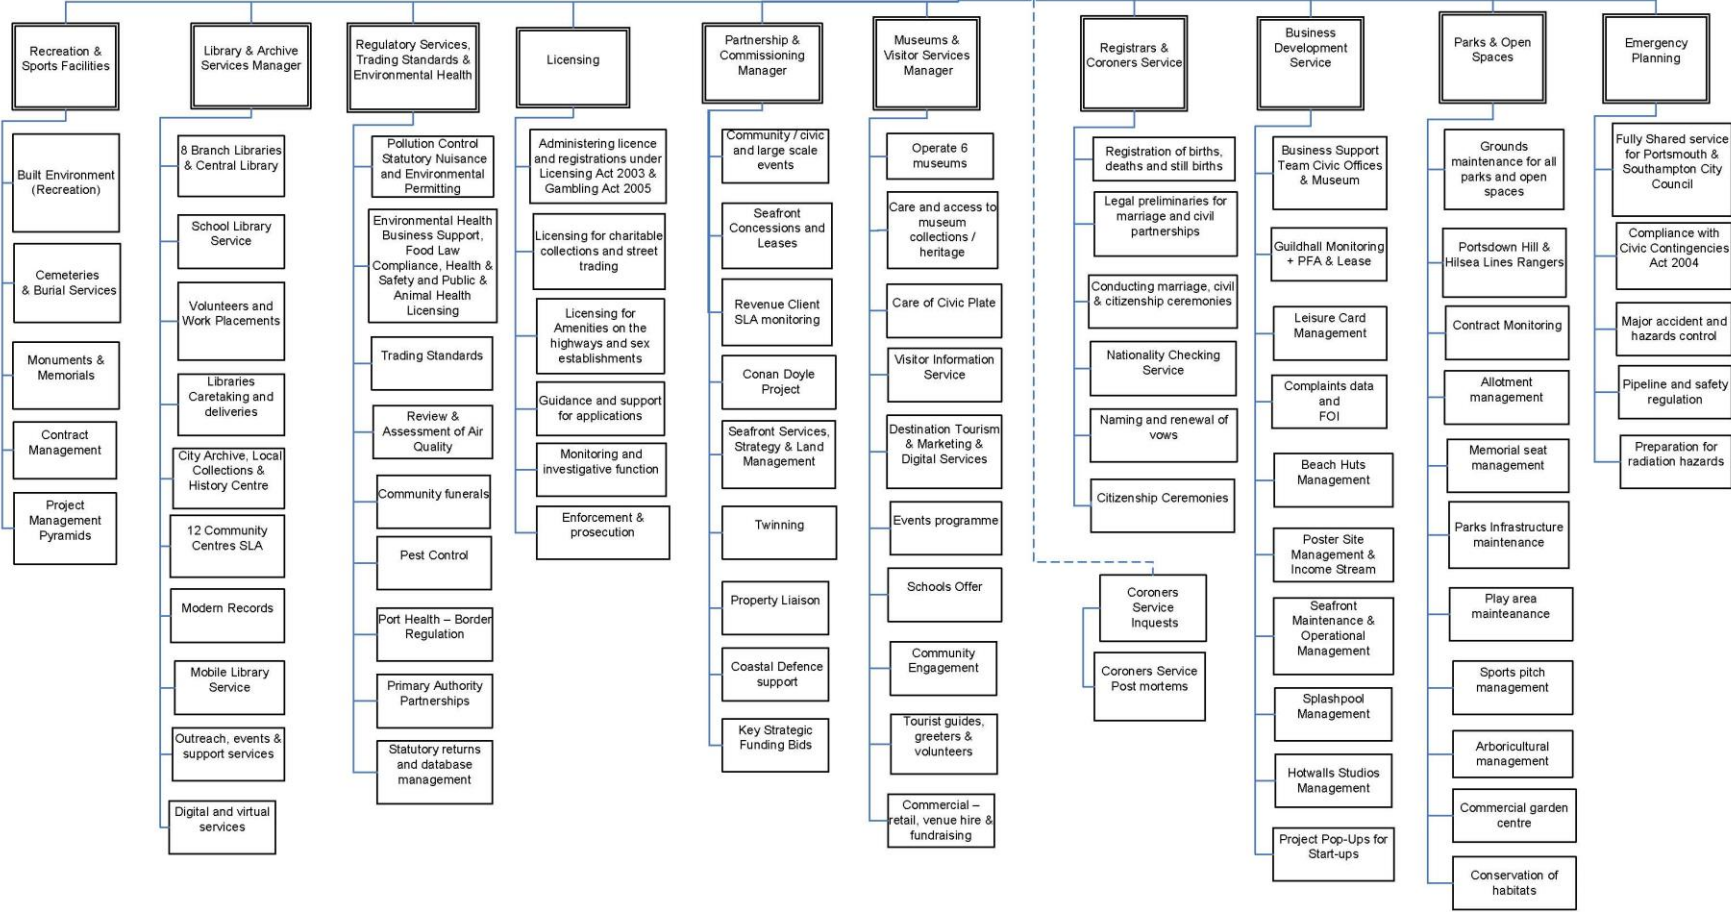 Recreation &
Sports Facilities
Built Environment
(Recreation)
Cemeteries
& Burial Services
Monuments &
Memorials
Contract
Management
Project
Management
Pyramids
Library & Archive
Services Manager
8 Branch Libraries
& Central Library
School Library
Service
Volunteers and
Work Placements
Libraries
Caretaking and
deliveries
City Archive, Local
Collections &
History Centre
12 Community
Centres SLA
Modern Records
Mobile Library
Service
Outreach, events &
support services
Digital and virtual
services
Regulatory Services,
Trading Standards &
Environmental Health
Pollution Control
Statutory Nuisance
and Environmental
Permitting
Environmental Health
Business Support,
Food Law
Compliance, Health &
Safety and Public &
Animal Health
Licensing
Trading Standards
Review &
Assessment of Air
Quality
Community funerals
Pest Control
Port Health – Border
Regulation
Primary Authority
Partnerships
Statutory returns
and database
management
Licensing
Administering licence
and registrations under
Licensing Act 2003 &
Gambling Act 2005
Licensing for charitable
collections and street
trading
Licensing for
Amenities on the
highways and sex
establishments
Guidance and support
for applications
Monitoring and
investigative function
Enforcement &
prosecution
Partnership &
Commissioning
Manager
Community / civic
and large scale
events
Seafront
Concessions and
Leases
Revenue Client
SLA monitoring
Conan Doyle
Project
Seafront Services,
Strategy & Land
Management
Twinning
Property Liaison
Coastal Defence
support
Key Strategic
Funding Bids
Museums &
Visitor Services
Manager
Operate 6
museums
Care and access to
museum
collections /
heritage
Care of Civic Plate
Visitor Information
Service
Destination Tourism
& Marketing &
Digital Services
Events programme
Schools Offer
Community
Engagement
Tourist guides,
greeters &
volunteers
Commercial –
retail, venue hire &
fundraising
Registrars &
Coroners Service
Registration of births,
deaths and still births
Legal preliminaries for
marriage and civil
partnerships
Conducting marriage, civil
& citizenship ceremonies
Nationality Checking
Service
Naming and renewal of
vows
Citizenship Ceremonies
Coroners
Service
Inquests
Coroners Service
Post mortems
Business
Development
Service
Business Support
Team Civic Offices
& Museum
Guildhall Monitoring
+ PFA & Lease
Leisure Card
Management
Complaints data
and
FOI
Beach Huts
Management
Poster Site
Management &
Income Stream
Seafront
Maintenance &
Operational
Management
Splashpool
Management
Hotwalls Studios
Management
Project Pop-Ups for
Start-ups
Parks & Open
Spaces
Grounds
maintenance for all
parks and open
spaces
Portsdown Hill &
Hilsea Lines Rangers
Contract Monitoring
Allotment
management
Memorial seat
management
Parks Infrastructure
maintenance
Play area
mainteanance
Sports pitch
management
Arboricultural
management
Commercial garden
centre
Conservation of
habitats
Emergency
Planning
Fully Shared service
for Portsmouth &
Southampton City
Council
Compliance with
Civic Contingencies
Act 2004
Major accident and
hazards control
Pipeline and safety
regulation
Preparation for
radiation hazards